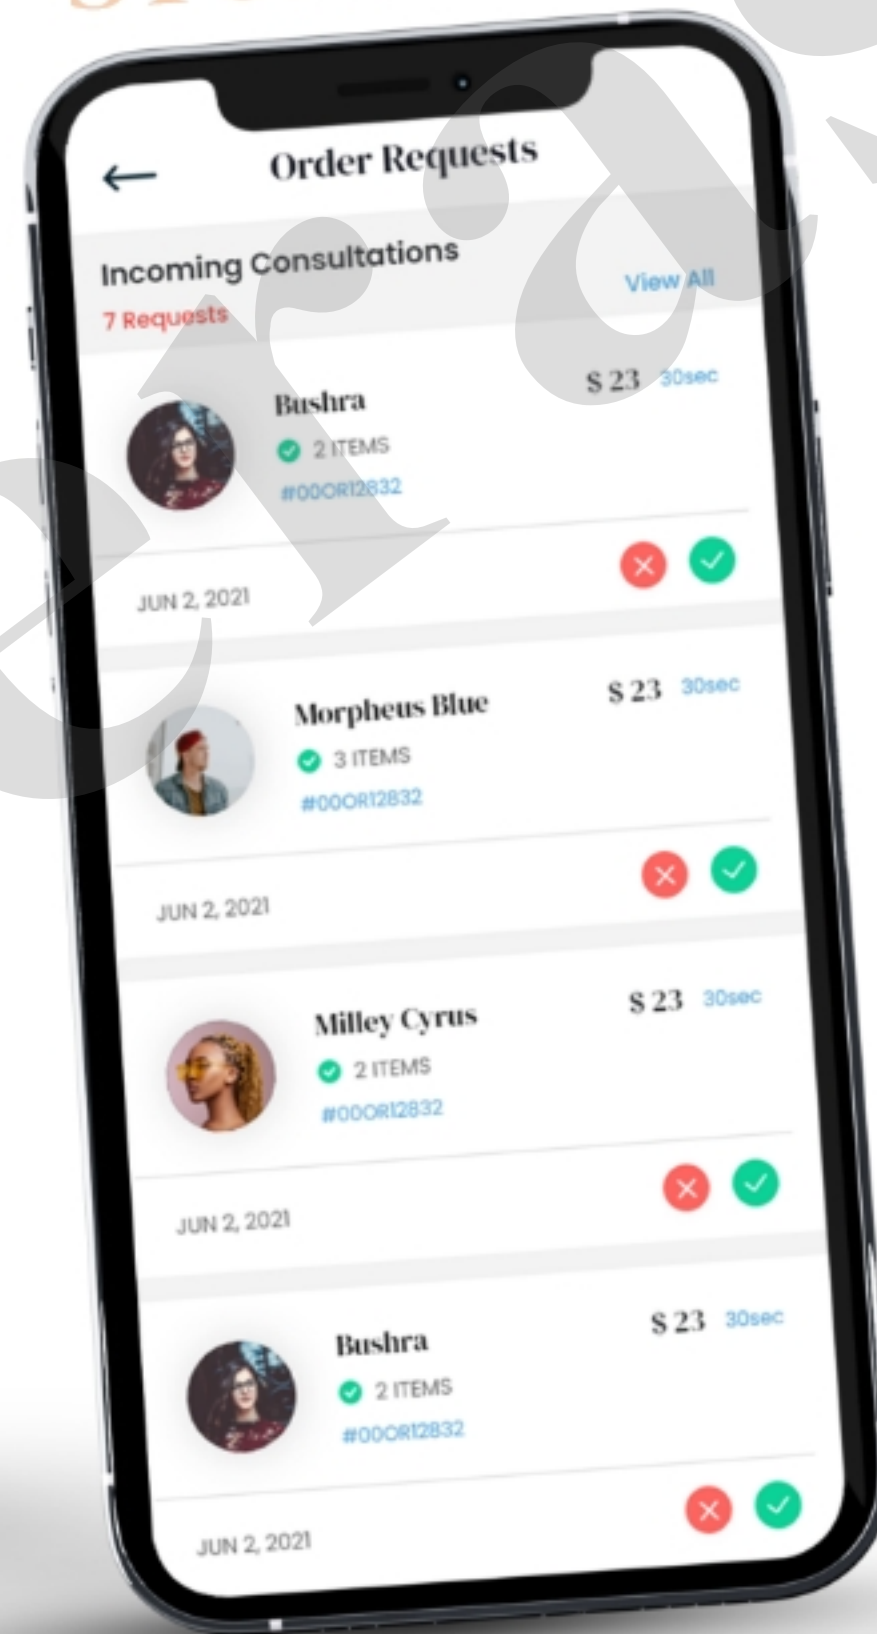 Order Requests
Incoming Consultations
View All
7 Requests
Bushra
$ 23 30sec
2 ITEMS
#00OR12832
JUN 2, 2021
Morpheus Blue
$ 23 30sec
3 ITEMS
#00OR12832
JUN 2, 2021
Milley Cyrus
$ 23 30sec
2 ITEMS
#00OR12832
JUN 2, 2021
Bushra
$ 23 30sec
2 ITEMS
#00OR12832
JUN 2, 2021